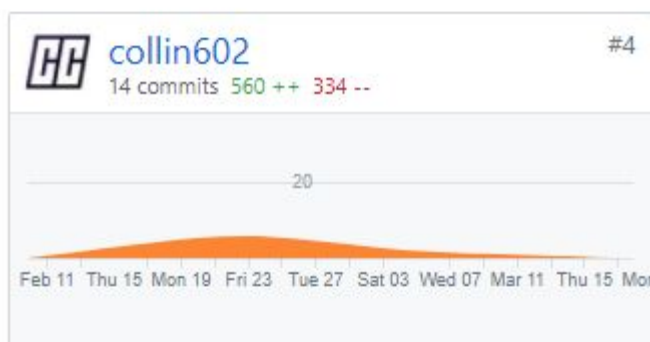 collin602
#4
14 commits 560 ++ 334 --
20
Feb 11 Thu 15 Mon 19 Fri 23 Tue 27 Sat 03 Wed 07 Mar 11 Thu 15 Mo